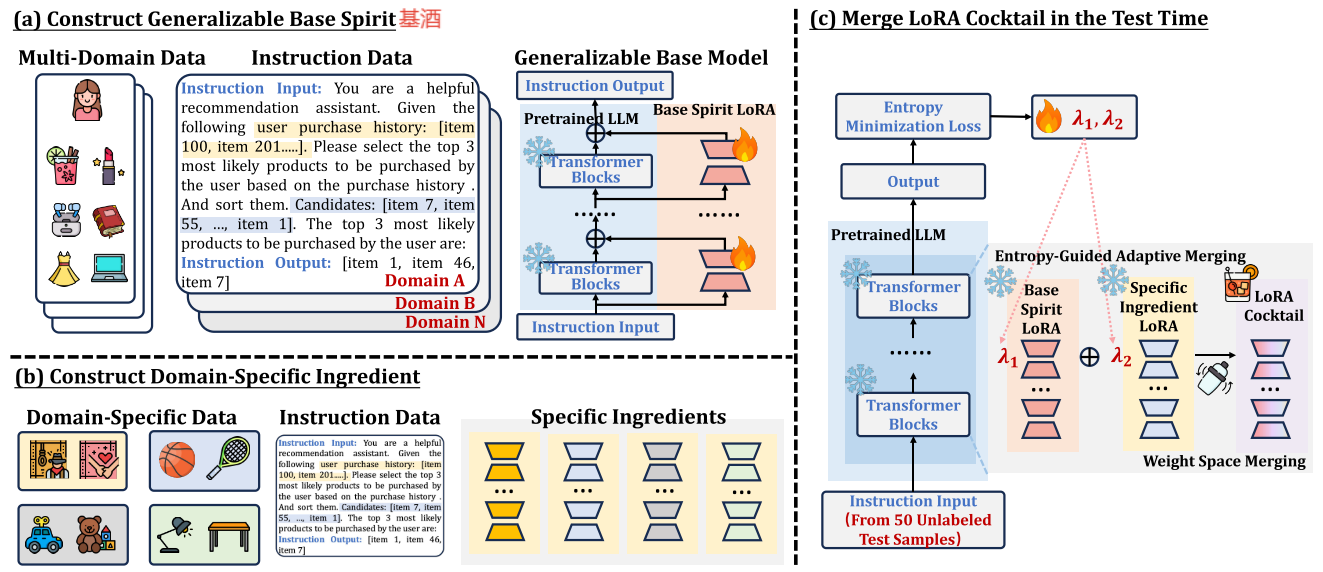 (a) Construct Generalizable Base Spirit 基酒
Multi-Domain Data
Instruction Data
Instruction Input: You are a helpful
recommendation assistant. Given the
following user purchase history: [item
100, item 201.....]. Please select the top 3
most likely products to be purchased by
the user based on the purchase history .
And sort them. Candidates: [item 7, item
55, ..., item 1]. The top 3 most likely
products to be purchased by the user are:
Instruction Output: [item 1, item 46,
item 7]
Domain A
Domain B
Domain N
Generalizable Base Model
Instruction Output
Base Spirit LoRA
Pretrained LLM
Transformer
Blocks
......
......
Transformer
Blocks
Instruction Input
(b) Construct Domain-Specific Ingredient
Domain-Specific Data
Instruction Data
Instruction Input: You are a helpful
recommendation assistant. Given the
following user purchase history: [item
100, item 201.....]. Please select the top 3
most likely products to be purchased by
the user based on the purchase history .
And sort them. Candidates: [item 7, item
55, ..., item 1]. The top 3 most likely
products to be purchased by the user are:
Instruction Output: [item 1, item 46,
item 7]
Specific Ingredients
... ... ... ...
(c) Merge LoRA Cocktail in the Test Time
Entropy
Minimization Loss
λ1, λ2
Output
Pretrained LLM
Transformer
Blocks
......
Transformer
Blocks
Instruction Input
(From 50 Unlabeled
Test Samples)
Entropy-Guided Adaptive Merging
Base
Spirit
LoRA
Specific
Ingredient
LoRA
LoRA
Cocktail
λ1
λ2
... ... ...
Weight Space Merging